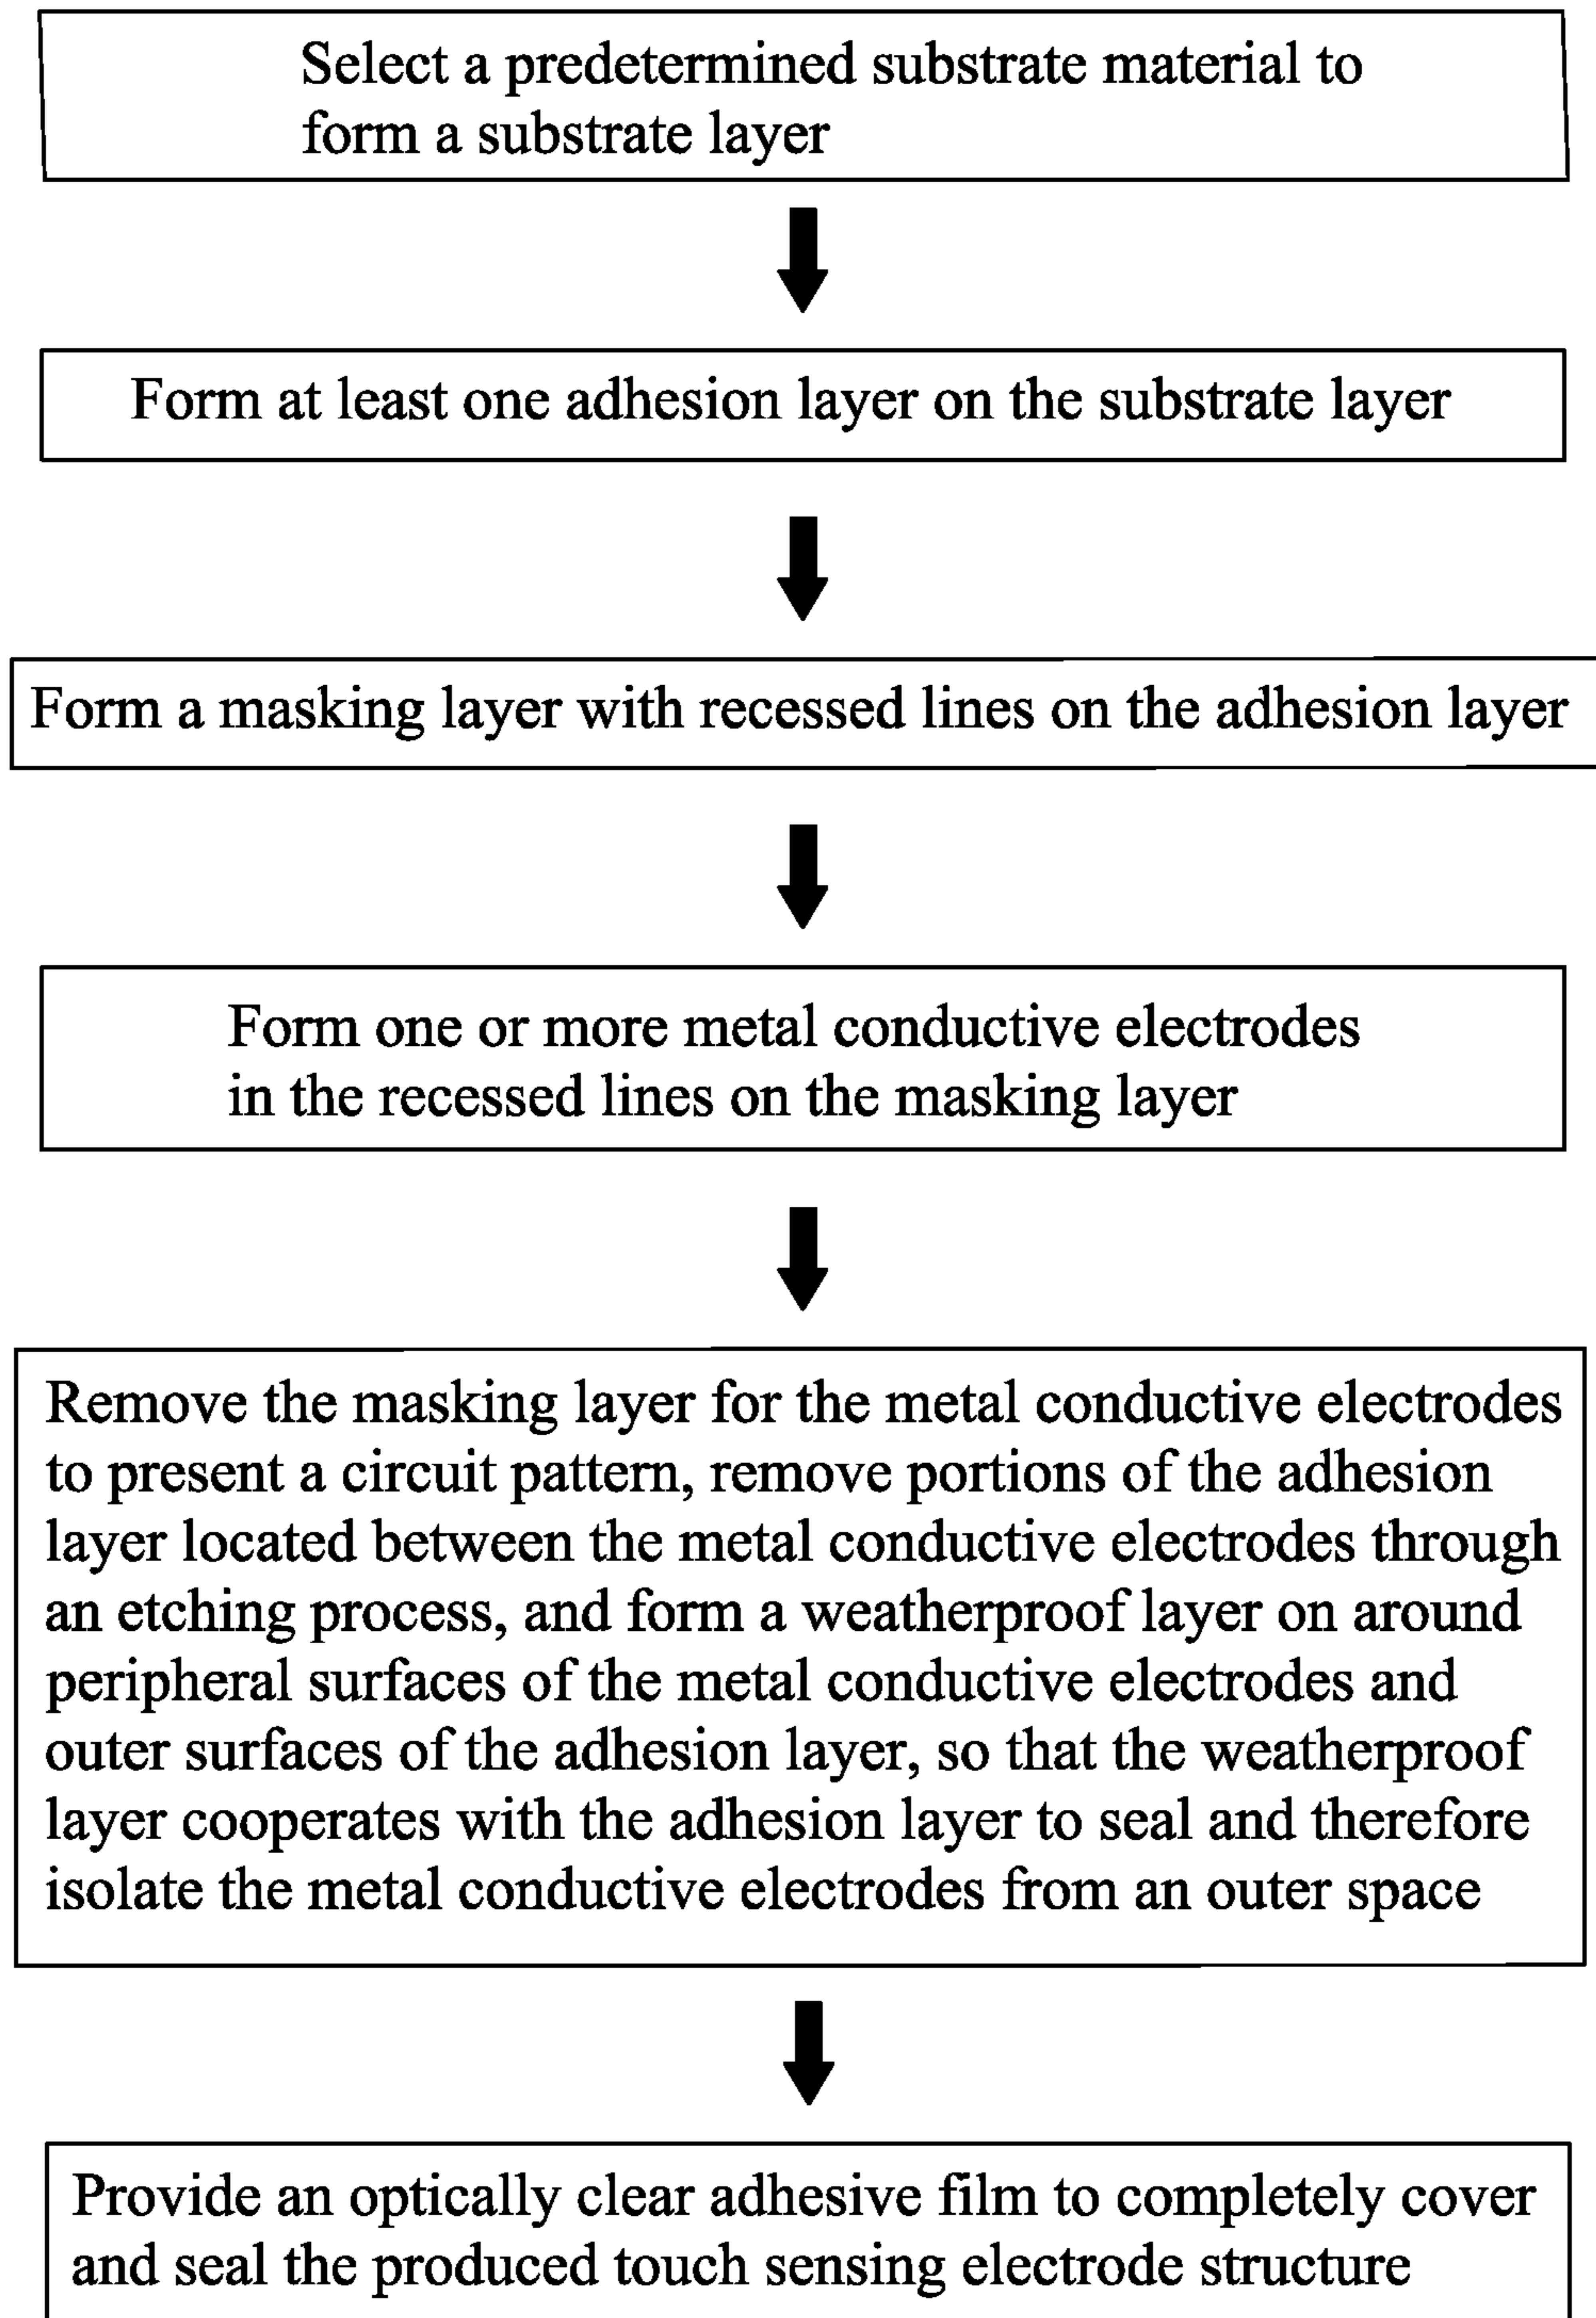 Select a predetermined substrate material to
form a substrate layer
Form at least one adhesion layer on the substrate layer
Form a masking layer with recessed lines on the adhesion layer
Form one or more metal conductive electrodes
in the recessed lines on the masking layer
Remove the masking layer for the metal conductive electrodes
to present a circuit pattern, remove portions of the adhesion
layer located between the metal conductive electrodes through
an etching process, and form a weatherproof layer on around
peripheral surfaces of the metal conductive electrodes and
outer surfaces of the adhesion layer, so that the weatherproof
layer cooperates with the adhesion layer to seal and therefore
isolate the metal conductive electrodes from an outer space
Provide an optically clear adhesive film to completely cover
and seal the produced touch sensing electrode structure